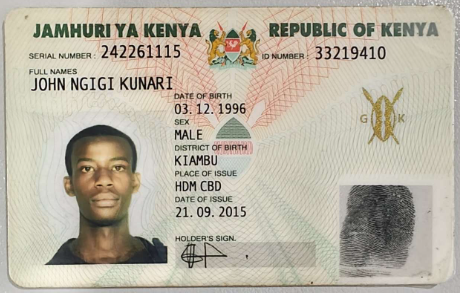 JAMHURI YA KENYA REPUBLIC OF KENYA
SERIAL NUMBER: 242261115 ID NUMBER: 33219410
FULL NAMES
JOHN NGIGI KUNARI
DATE OF BIRTH
03. 12. 1996
SEX
MALE
DISTRICT OF BIRTH
KIAMBU
PLACE OF ISSUE
HDM CBD
DATE OF ISSUE
21. 09. 2015
HOLDER'S SIGN.
G K